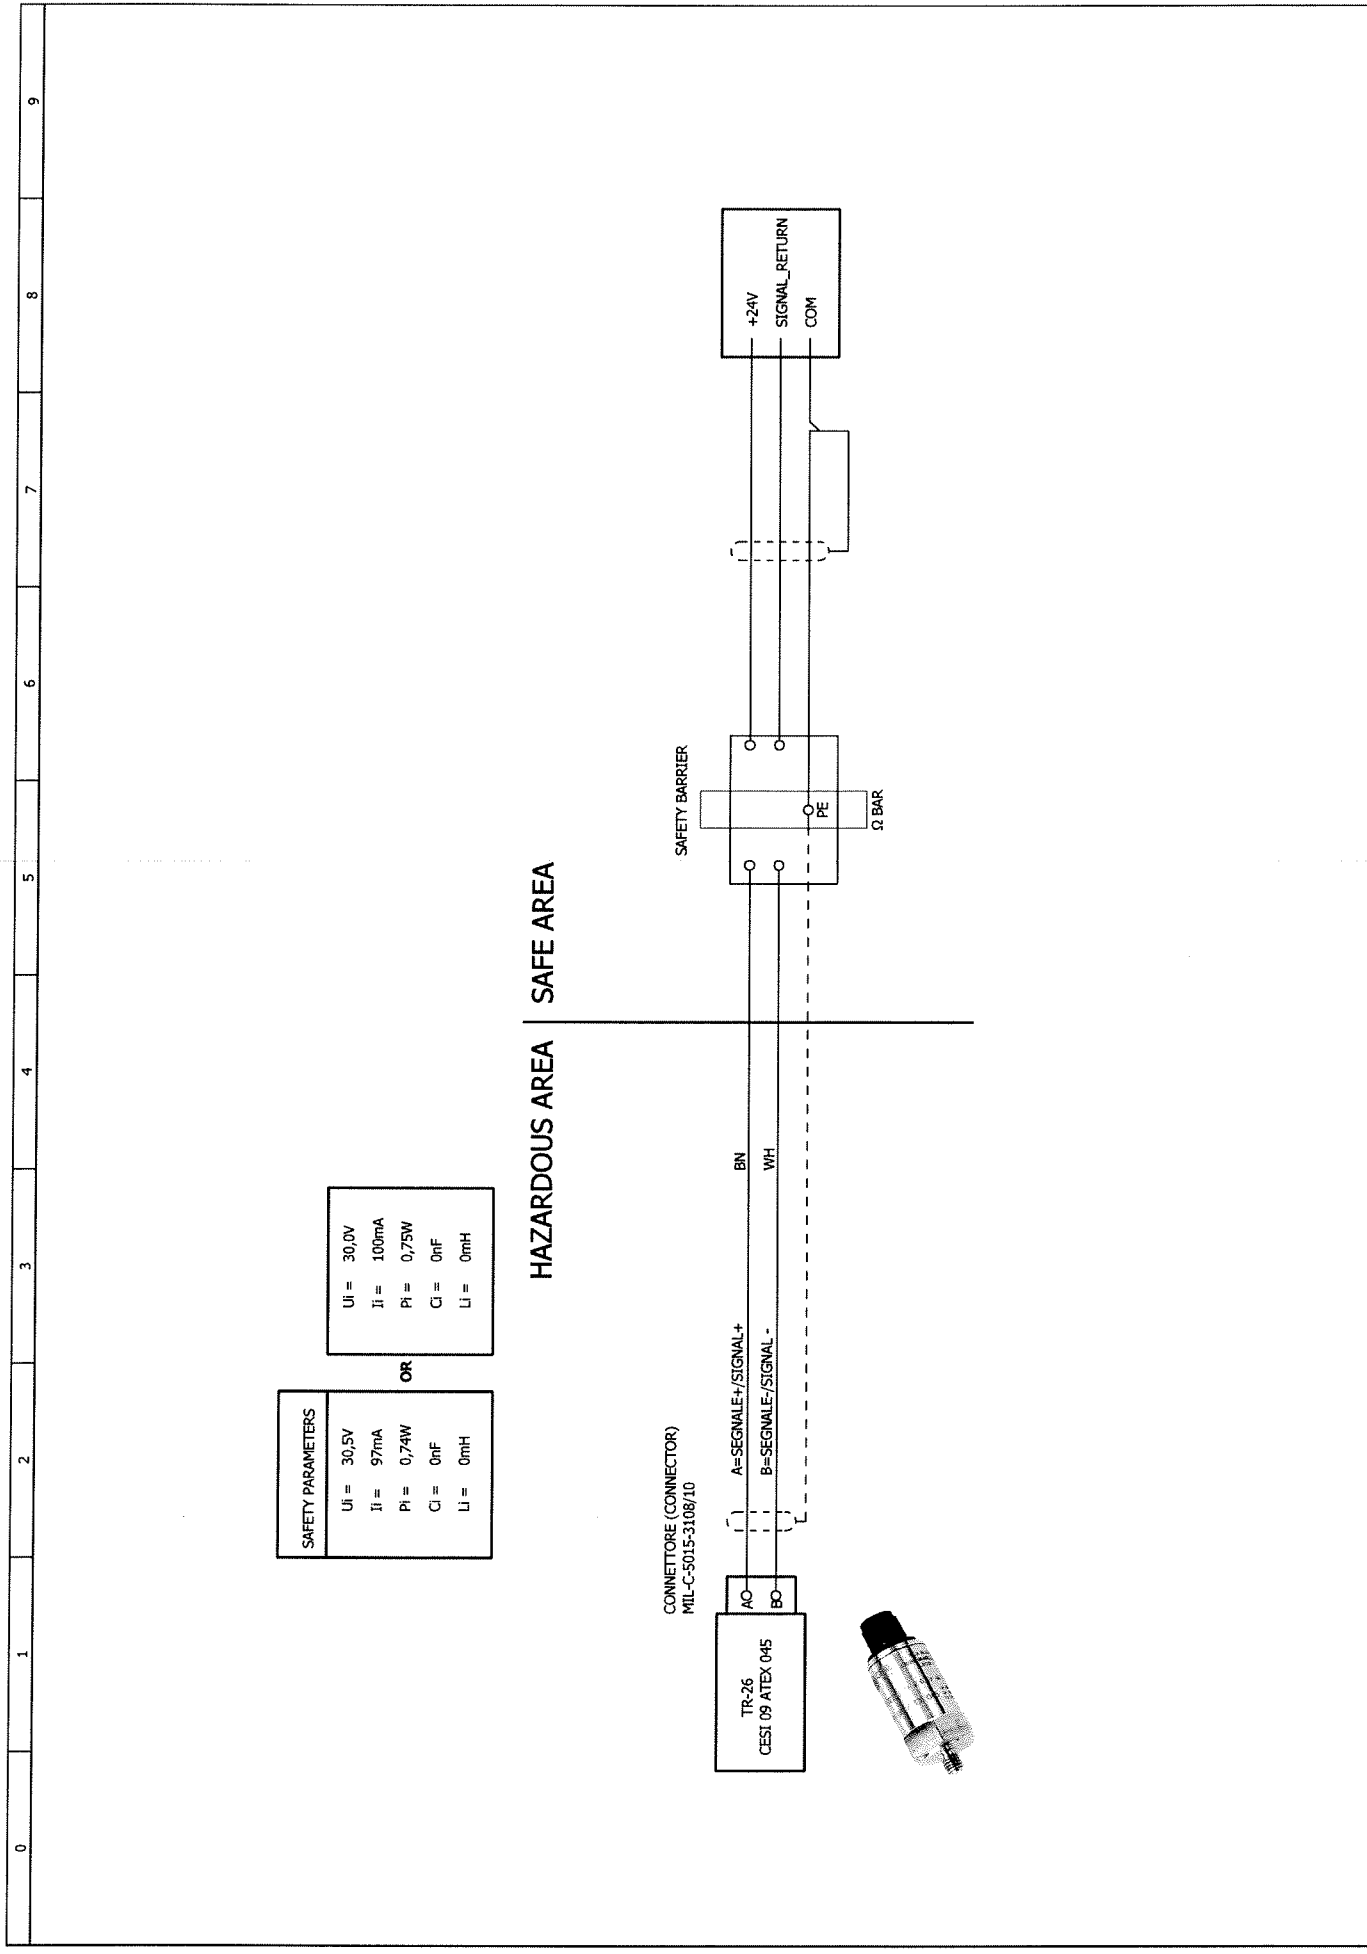 0 1 2 3 4 5 6 7 8 9
SAFETY PARAMETERS
Ui = 30,5V
Ii = 97mA
Pi = 0,74W
Ci = 0nF
Li = 0mH
OR
Ui = 30,0V
Ii = 100mA
Pi = 0,75W
Ci = 0nF
Li = 0mH
HAZARDOUS AREA
SAFE AREA
CONNETTORE (CONNECTOR)
MIL-C-5015-3108/10
SAFETY BARRIER
TR-26
CESI 09 ATEX 045
A
B
A=SEGNALE+/SIGNAL+
BN
B=SEGNALE-/SIGNAL -
WH
PE
Ω BAR
+24V
SIGNAL_RETURN
COM